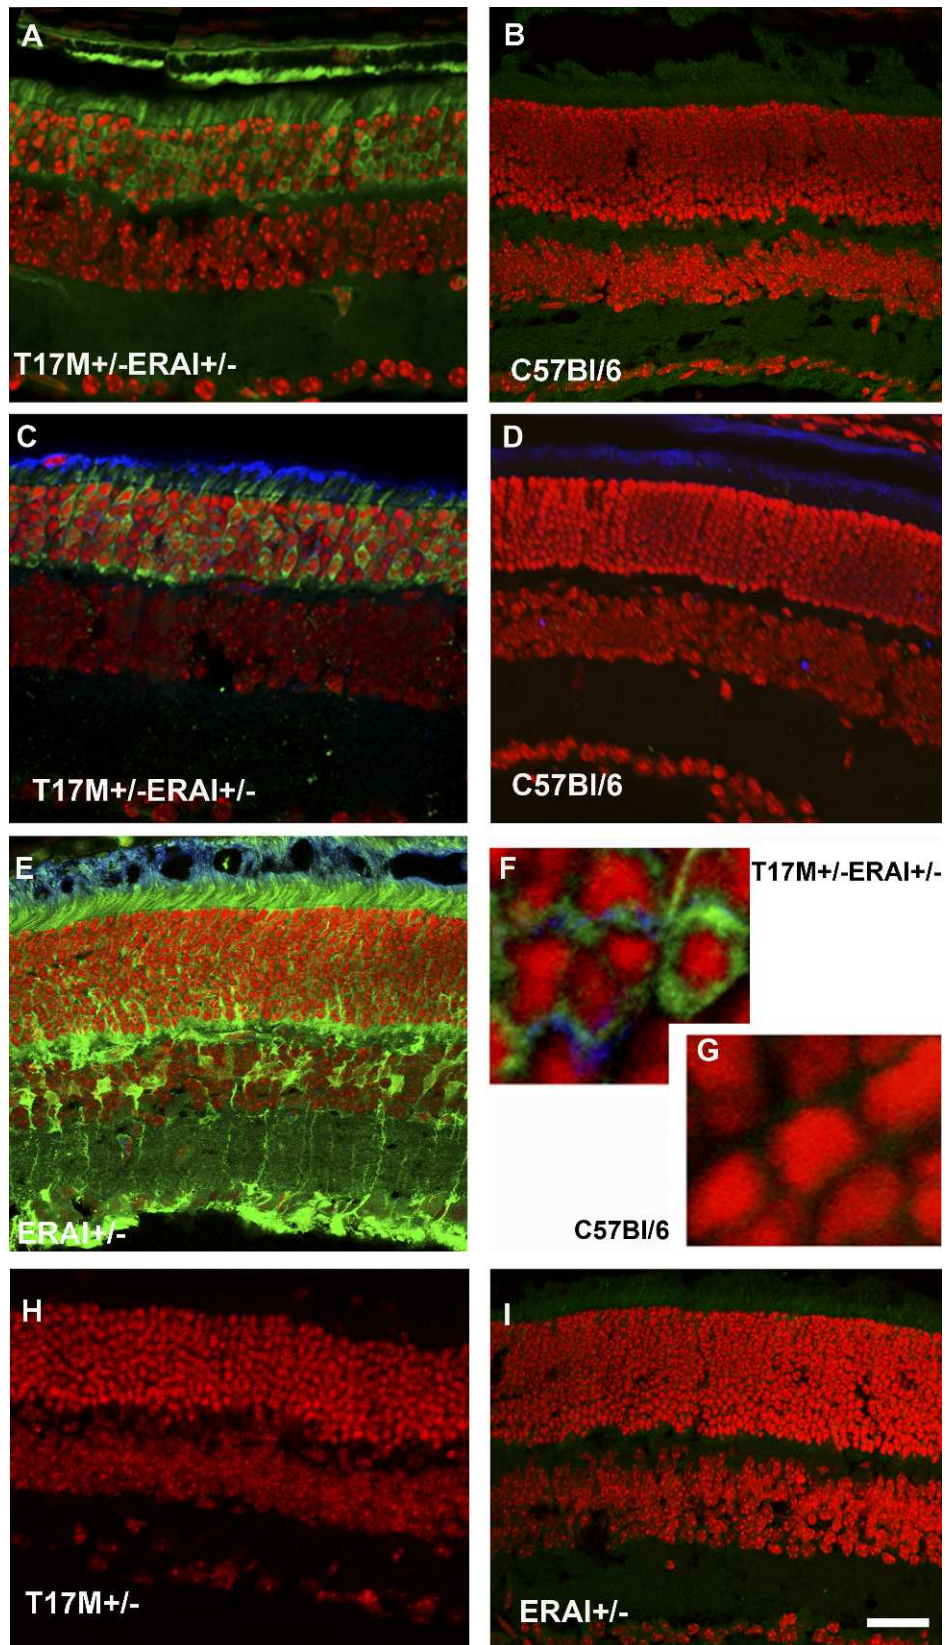 A
T17M+/-ERAI+/-
B
C57Bl/6
C
T17M+/-ERAI+/-
D
C57Bl/6
E
ERAI+/-
F
T17M+/-ERAI+/-
G
C57Bl/6
H
T17M+/-
I
ERAI+/-